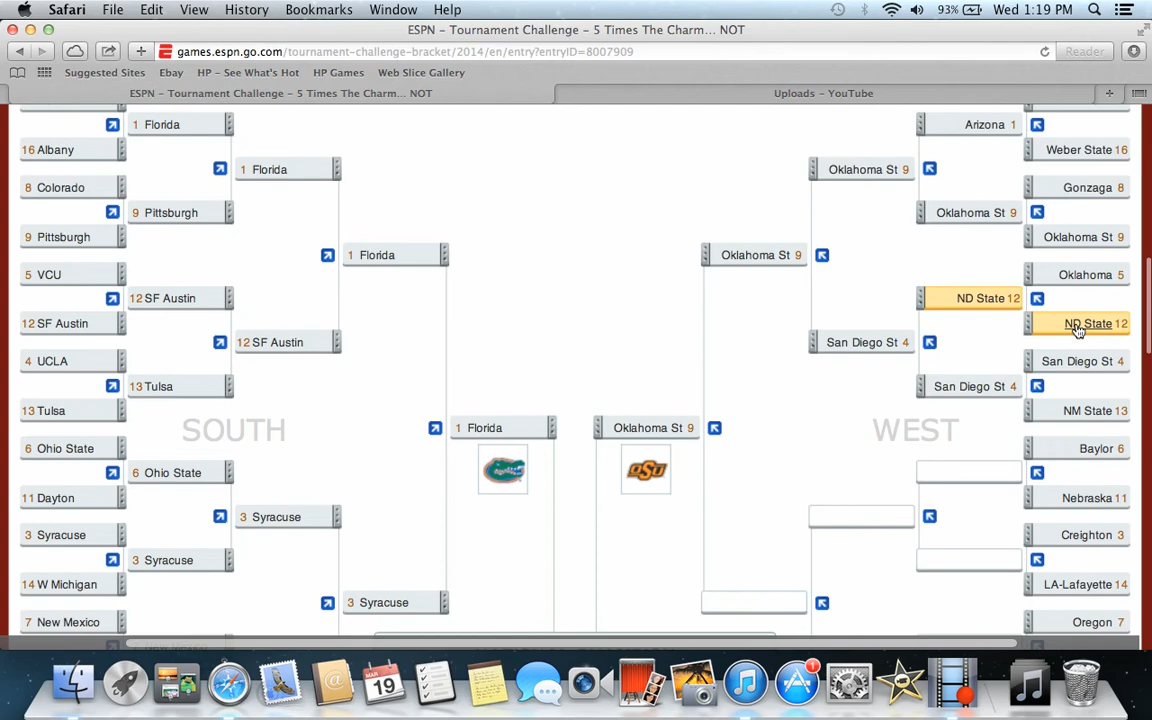 Safari File Edit View History Bookmarks Window Help 93% Wed 1:19 PM
ESPN – Tournament Challenge – 5 Times The Charm... NOT
games.espn.go.com/tournament-challenge-bracket/2014/en/entry?entryID=8007909 Reader
Suggested Sites Ebay HP – See What's Hot HP Games Web Slice Gallery
ESPN – Tournament Challenge – 5 Times The Charm... NOT Uploads – YouTube
1 Florida Arizona 1
16 Albany Weber State 16
1 Florida Oklahoma St 9
8 Colorado Gonzaga 8
9 Pittsburgh Oklahoma St 9
9 Pittsburgh Oklahoma St 9
1 Florida Oklahoma St 9
5 VCU Oklahoma 5
12 SF Austin ND State 12
12 SF Austin ND State 12
12 SF Austin San Diego St 4
4 UCLA San Diego St 4
13 Tulsa San Diego St 4
13 Tulsa NM State 13
1 Florida Oklahoma St 9
SOUTH WEST
6 Ohio State Baylor 6
6 Ohio State
OSU
11 Dayton Nebraska 11
3 Syracuse
3 Syracuse Creighton 3
3 Syracuse
14 W Michigan LA-Lafayette 14
3 Syracuse
7 New Mexico Oregon 7
MAR
19
1